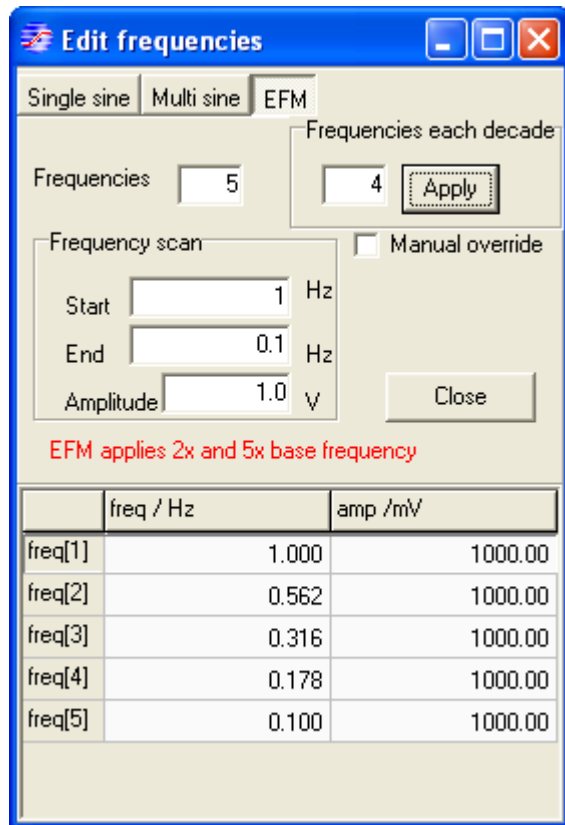 Edit frequencies
Single sine Multi sine EFM
Frequencies each decade
Frequencies 5 4 Apply
Frequency scan Manual override
Start 1 Hz
End 0.1 Hz
Amplitude 1.0 V Close
EFM applies 2x and 5x base frequency
freq / Hz amp /mV
freq[1] 1.000 1000.00
freq[2] 0.562 1000.00
freq[3] 0.316 1000.00
freq[4] 0.178 1000.00
freq[5] 0.100 1000.00